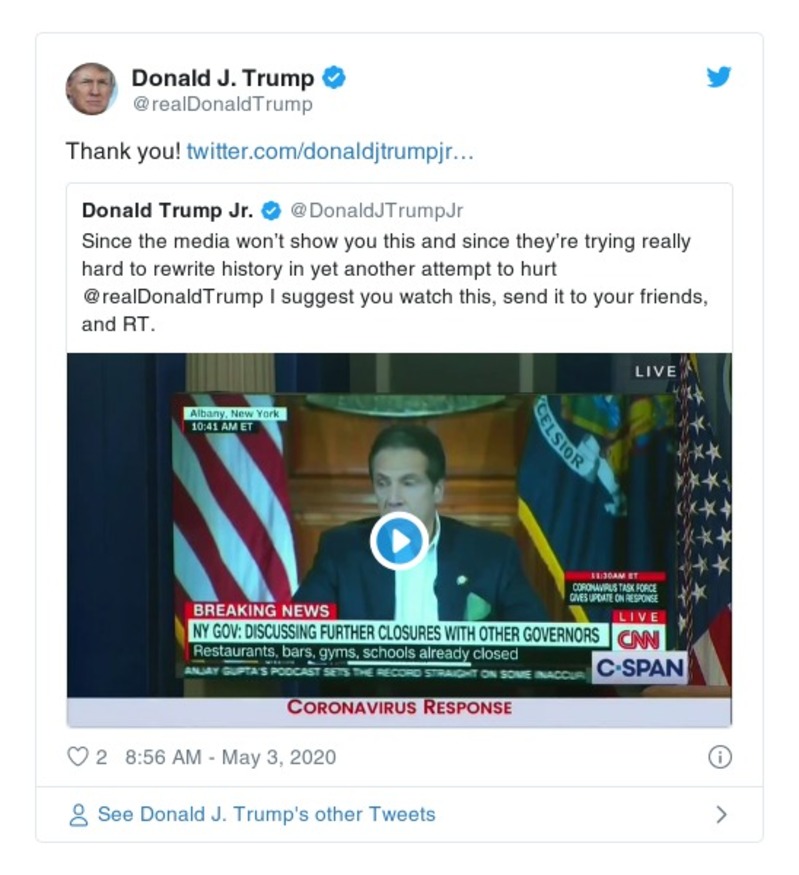 Donald J. Trump
@realDonaldTrump
Thank you! twitter.com/donaldjtrumpjr…
Donald Trump Jr. @DonaldJTrumpJr
Since the media won't show you this and since they're trying really
hard to rewrite history in yet another attempt to hurt
@realDonaldTrump I suggest you watch this, send it to your friends,
and RT.
LIVE
Albany, New York
10:41 AM ET
CELSIOR
11:30AM ET
CORONAVIRUS TASK FORCE
GIVES UPDATE ON RESPONSE
BREAKING NEWS
LIVE
NY GOV: DISCUSSING FURTHER CLOSURES WITH OTHER GOVERNORS
CNN
Restaurants, bars, gyms, schools already closed
C-SPAN
ANJAY GUPTA'S PODCAST SETS THE RECORD STRAIGHT ON SOME INACCUR
CORONAVIRUS RESPONSE
2 8:56 AM - May 3, 2020
See Donald J. Trump's other Tweets